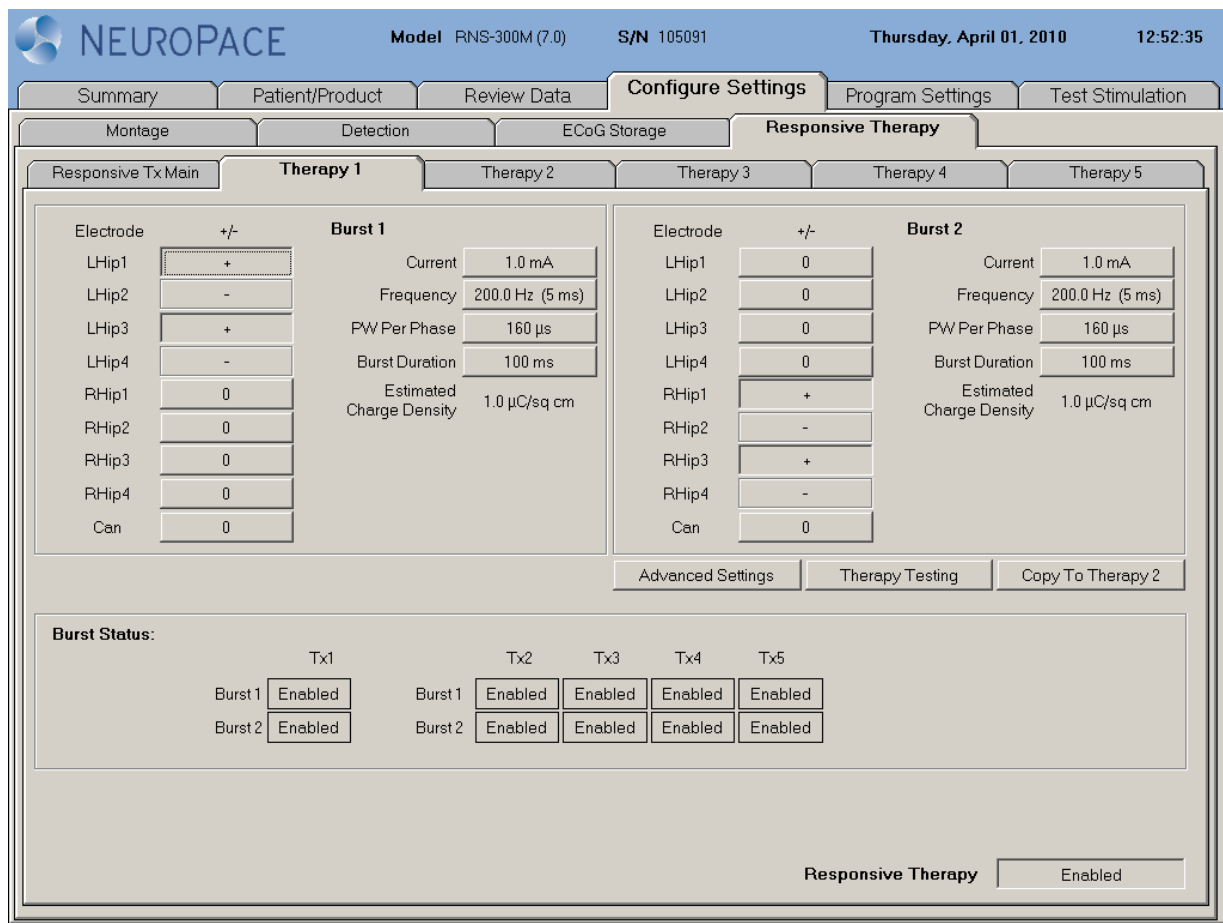 NEUROPACE Model RNS-300M (7.0) S/N 105091 Thursday, April 01, 2010 12:52:35
Summary Patient/Product Review Data Configure Settings Program Settings Test Stimulation
Montage Detection ECoG Storage Responsive Therapy
Responsive Tx Main Therapy 1 Therapy 2 Therapy 3 Therapy 4 Therapy 5
Electrode +/- Burst 1
LHip1 + Current 1.0 mA
LHip2 - Frequency 200.0 Hz (5 ms)
LHip3 + PW Per Phase 160 µs
LHip4 - Burst Duration 100 ms
RHip1 0 Estimated
Charge Density 1.0 µC/sq cm
RHip2 0
RHip3 0
RHip4 0
Can 0
Electrode +/- Burst 2
LHip1 0 Current 1.0 mA
LHip2 0 Frequency 200.0 Hz (5 ms)
LHip3 0 PW Per Phase 160 µs
LHip4 0 Burst Duration 100 ms
RHip1 + Estimated
Charge Density 1.0 µC/sq cm
RHip2 -
RHip3 +
RHip4 -
Can 0
Advanced Settings Therapy Testing Copy To Therapy 2
Burst Status:
Tx1 Tx2 Tx3 Tx4 Tx5
Burst 1 Enabled Burst 1 Enabled Enabled Enabled Enabled
Burst 2 Enabled Burst 2 Enabled Enabled Enabled Enabled
Responsive Therapy Enabled